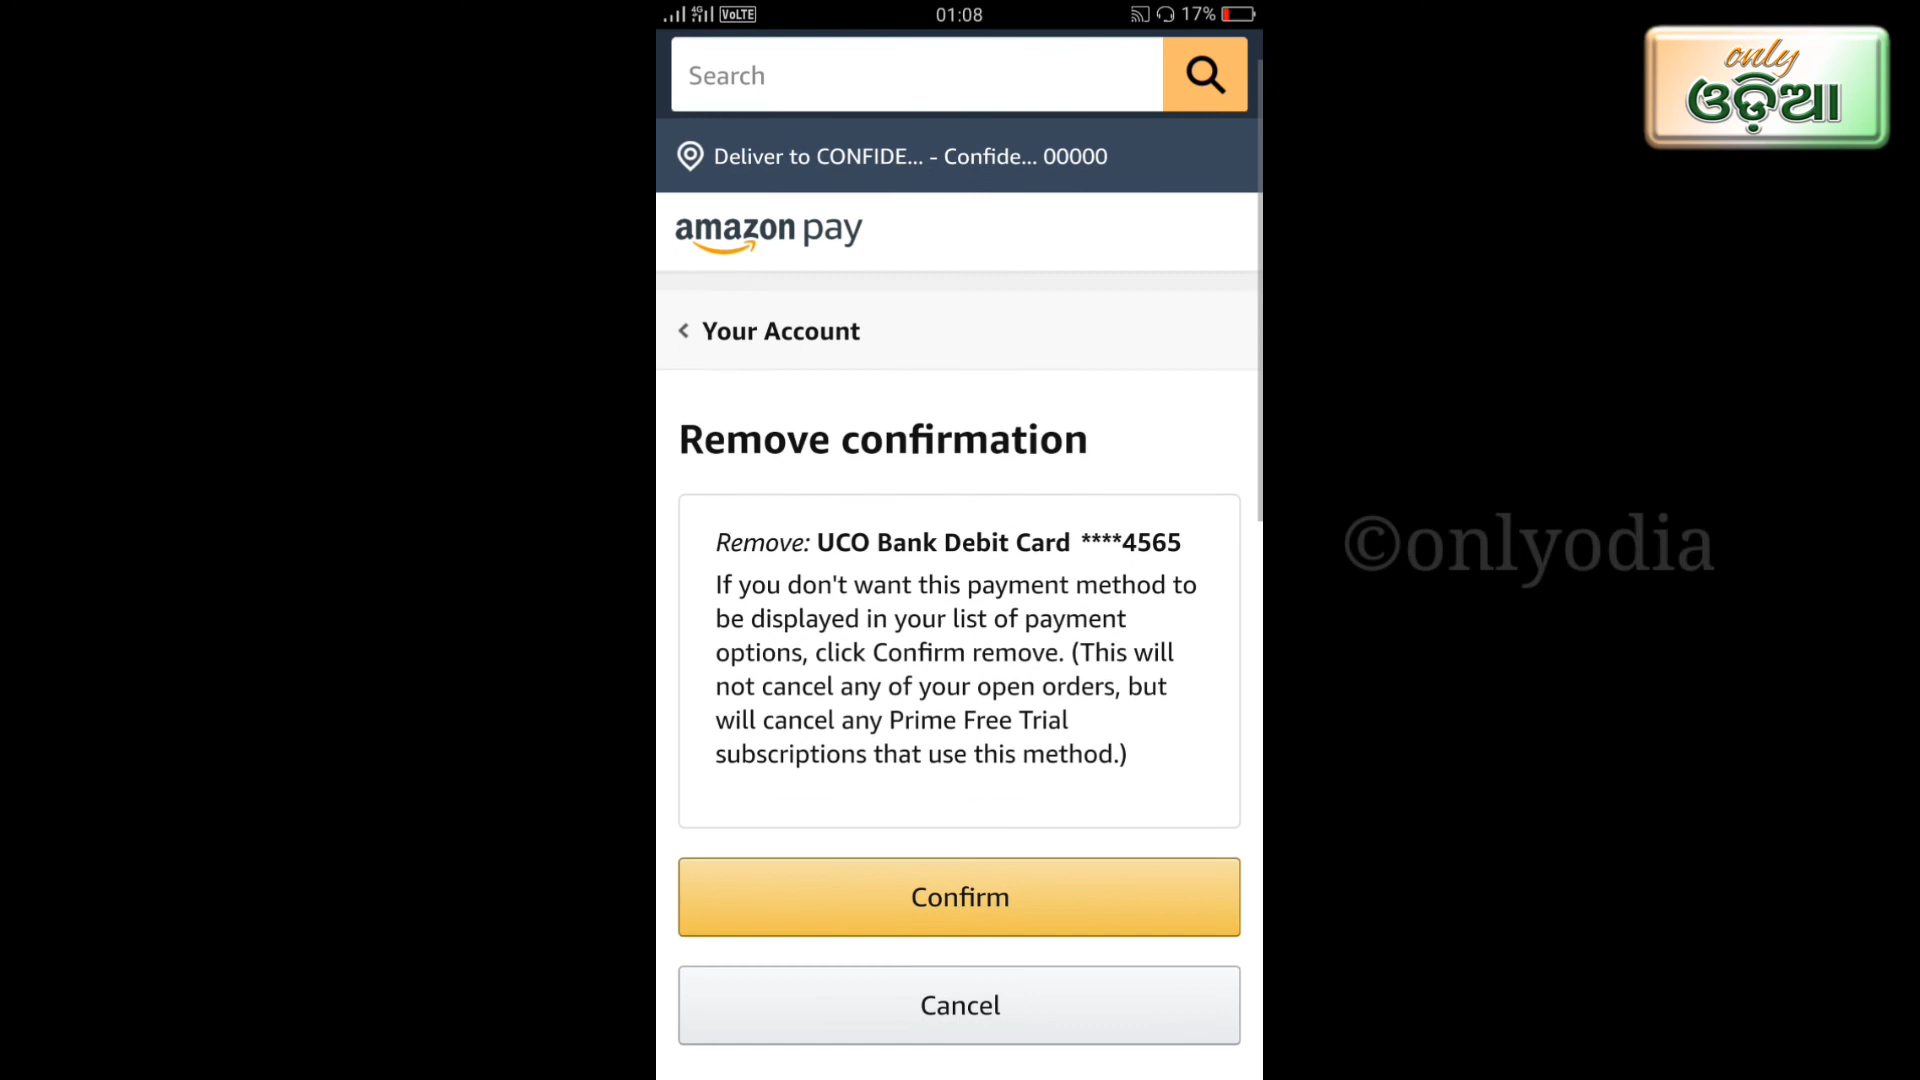 4G VoLTE 01:08 17%
only
ଓଡ଼ିଆ
Search
Deliver to CONFIDE... - Confide... 00000
amazon pay
Your Account
Remove confirmation
Remove: UCO Bank Debit Card ****4565
If you don't want this payment method to
be displayed in your list of payment
options, click Confirm remove. (This will
not cancel any of your open orders, but
will cancel any Prime Free Trial
subscriptions that use this method.)
©onlyodia
Confirm
Cancel